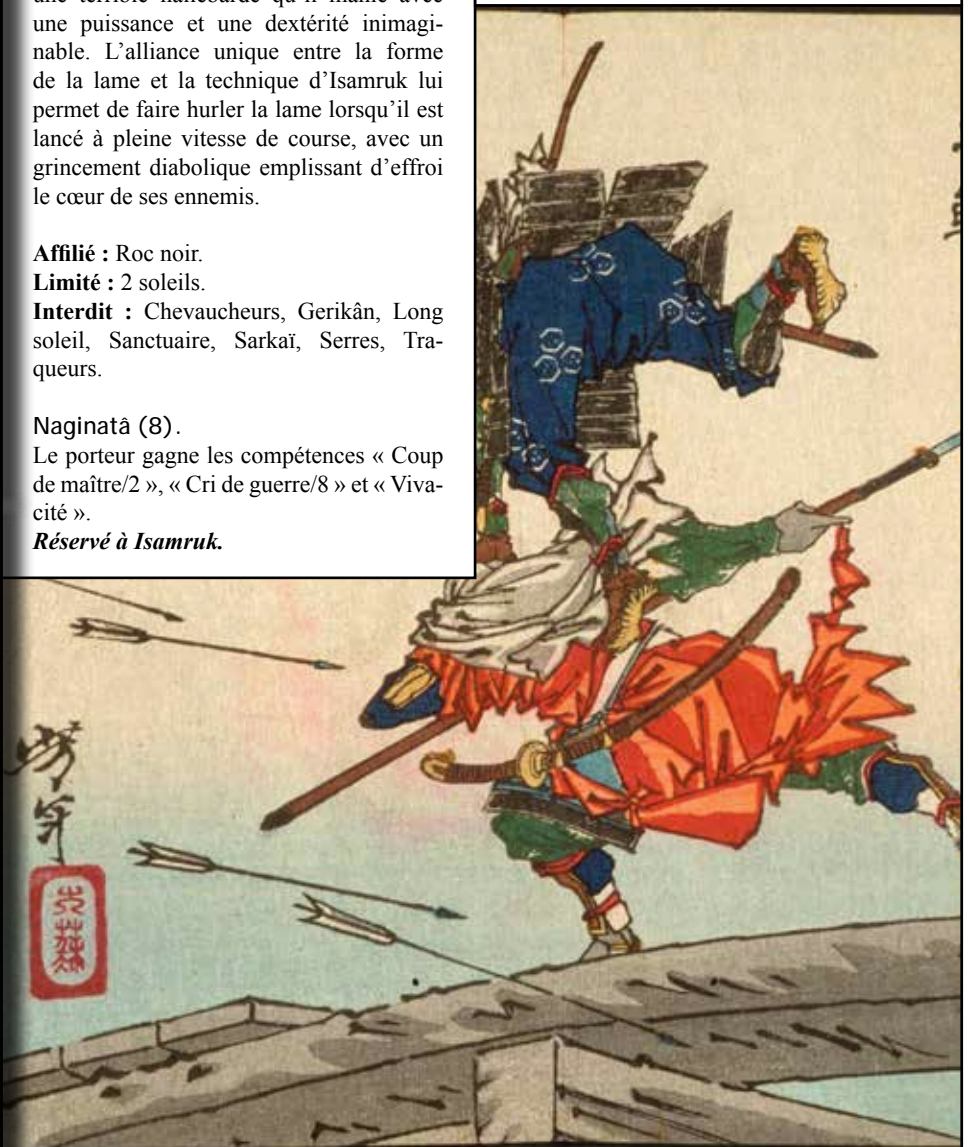 une terrible hallebarde qu’il manie avec
une puissance et une dextérité inimagi-
nable. L’alliance unique entre la forme
de la lame et la technique d’Isamruk lui
permet de faire hurler la lame lorsqu’il est
lancé à pleine vitesse de course, avec un
grincement diabolique emplissant d’effroi
le cœur de ses ennemis.
Affilié : Roc noir.
Limité : 2 soleils.
Interdit : Chevaucheurs, Gerikân, Long
soleil, Sanctuaire, Sarkaï, Serres, Tra-
queurs.
Naginatâ (8).
Le porteur gagne les compétences « Coup
de maître/2 », « Cri de guerre/8 » et « Viva-
cité ».
Réservé à Isamruk.
芳年